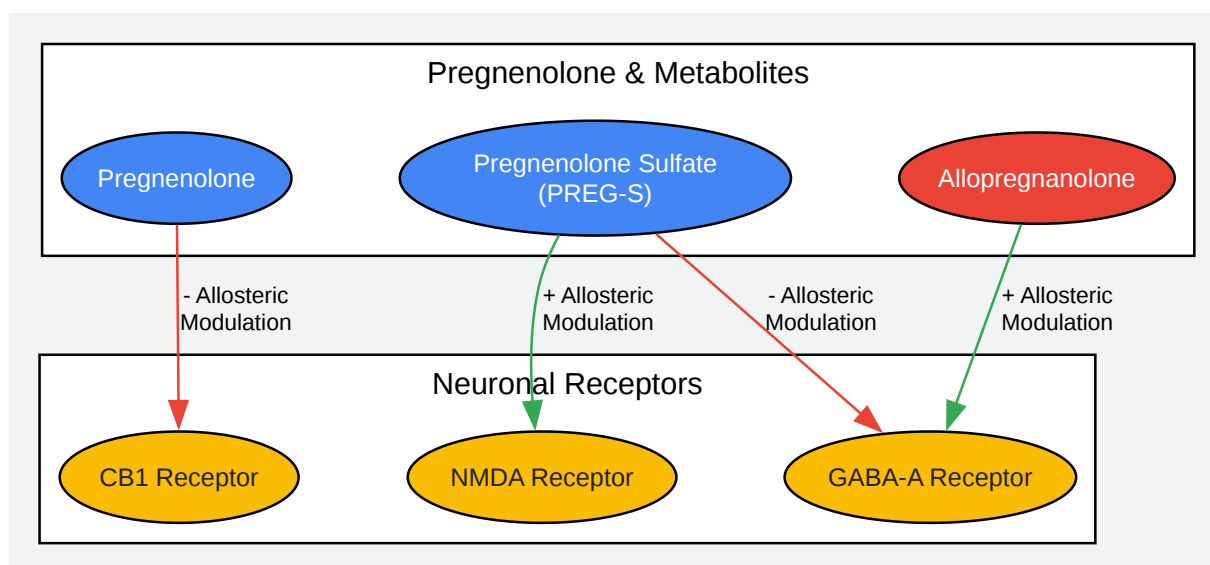 Pregnenolone & Metabolites
Pregnenolone
Pregnenolone Sulfate
(PREG-S)
Allopregnanolone
- Allosteric
Modulation
+ Allosteric
Modulation
- Allosteric
Modulation
+ Allosteric
Modulation
Neuronal Receptors
CB1 Receptor
NMDA Receptor
GABA-A Receptor